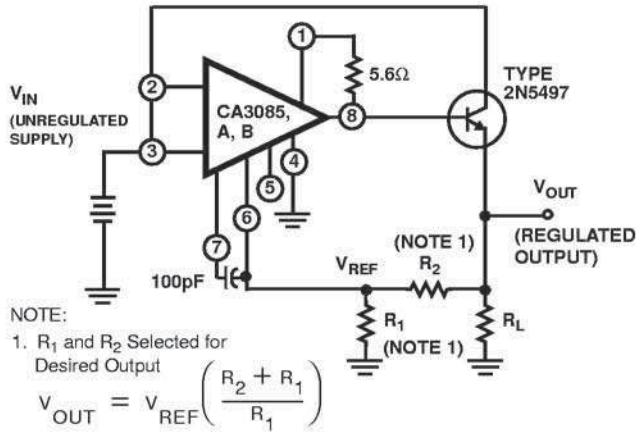 1
5.6Ω
TYPE
2N5497
2
V_IN
(UNREGULATED
SUPPLY)
CA3085,
A, B
8
3
4
5
6
7
V_OUT
(REGULATED
OUTPUT)
100pF
V_REF
(NOTE 1)
R_2
R_1
(NOTE 1)
R_L
NOTE:
1. R_1 and R_2 Selected for
Desired Output
V_OUT = V_REF ( (R_2 + R_1) / R_1 )